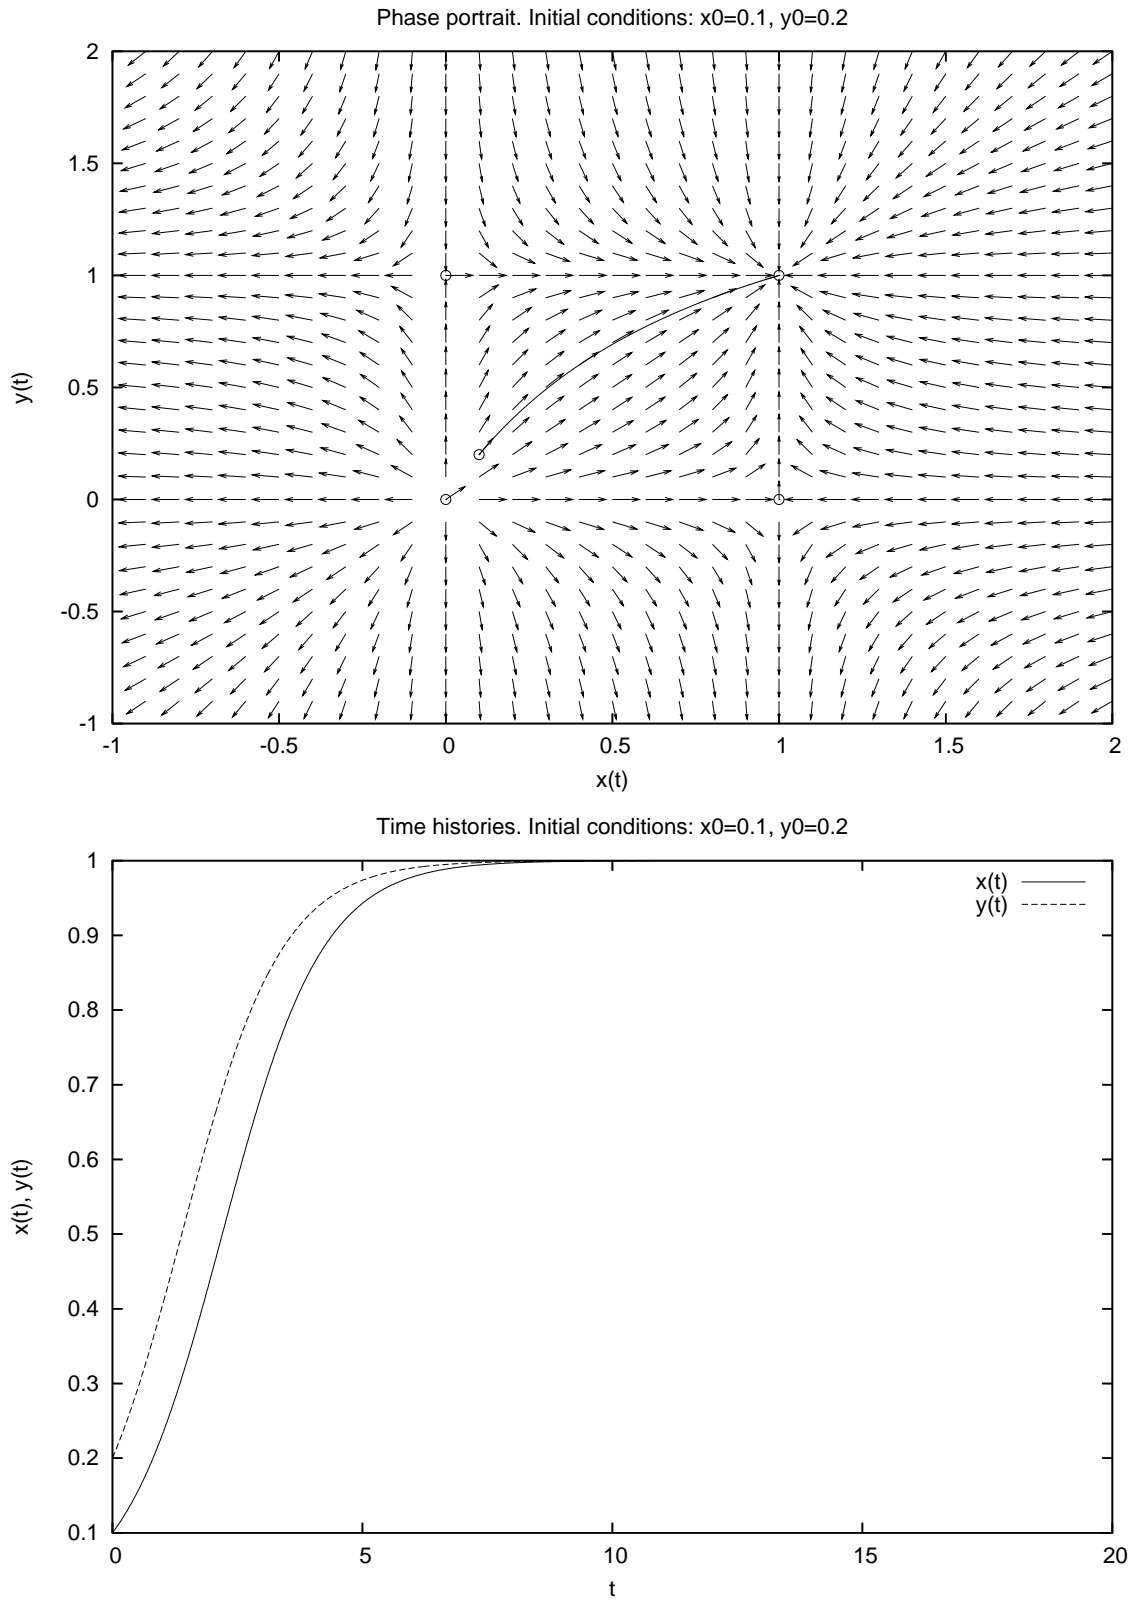 Phase portrait. Initial conditions: x0=0.1, y0=0.2
2
1.5
1
0.5
0
-0.5
-1
y(t)
-1 -0.5 0 0.5 1 1.5 2
x(t)
Time histories. Initial conditions: x0=0.1, y0=0.2
1
0.9
0.8
0.7
0.6
0.5
0.4
0.3
0.2
0.1
x(t), y(t)
x(t)
y(t)
0 5 10 15 20
t